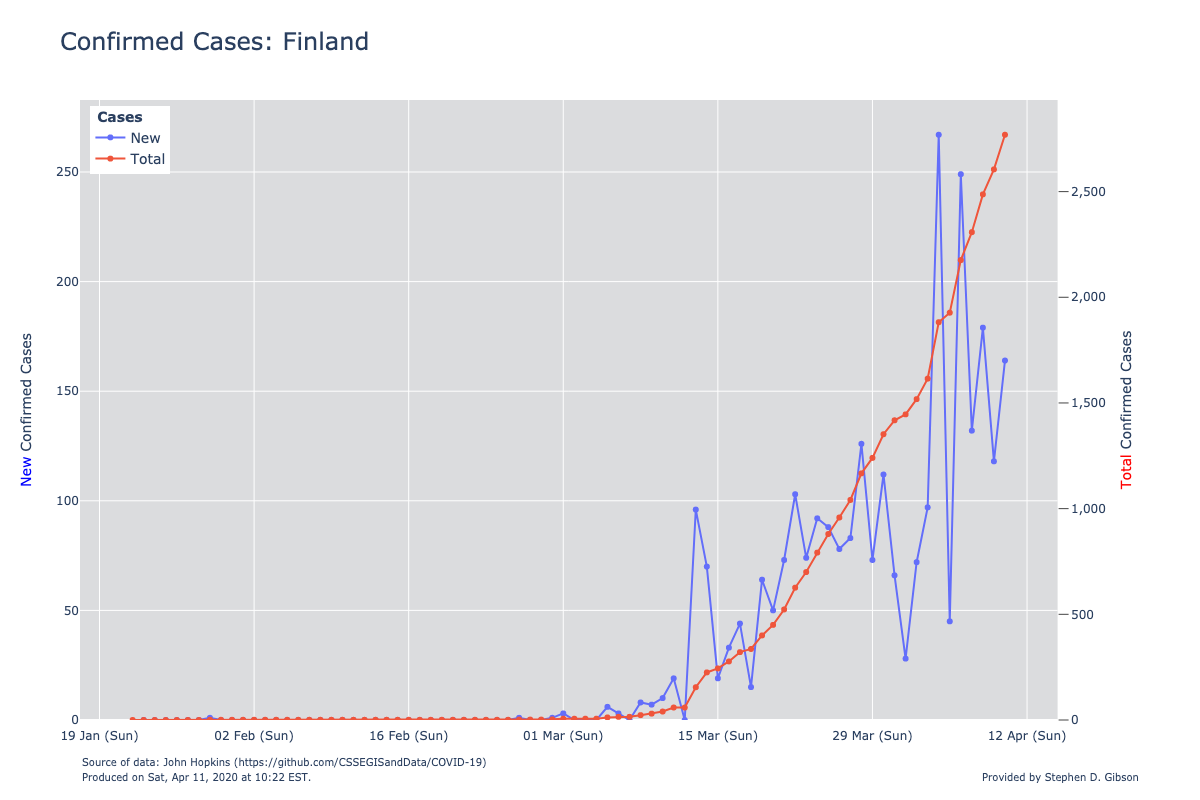 Confirmed Cases: Finland
Cases
New
Total
250
200
150
100
50
0
New Confirmed Cases
2,500
2,000
1,500
1,000
500
0
Total Confirmed Cases
19 Jan (Sun)
02 Feb (Sun)
16 Feb (Sun)
01 Mar (Sun)
15 Mar (Sun)
29 Mar (Sun)
12 Apr (Sun)
Source of data: John Hopkins (https://github.com/CSSEGISandData/COVID-19)
Produced on Sat, Apr 11, 2020 at 10:22 EST.
Provided by Stephen D. Gibson